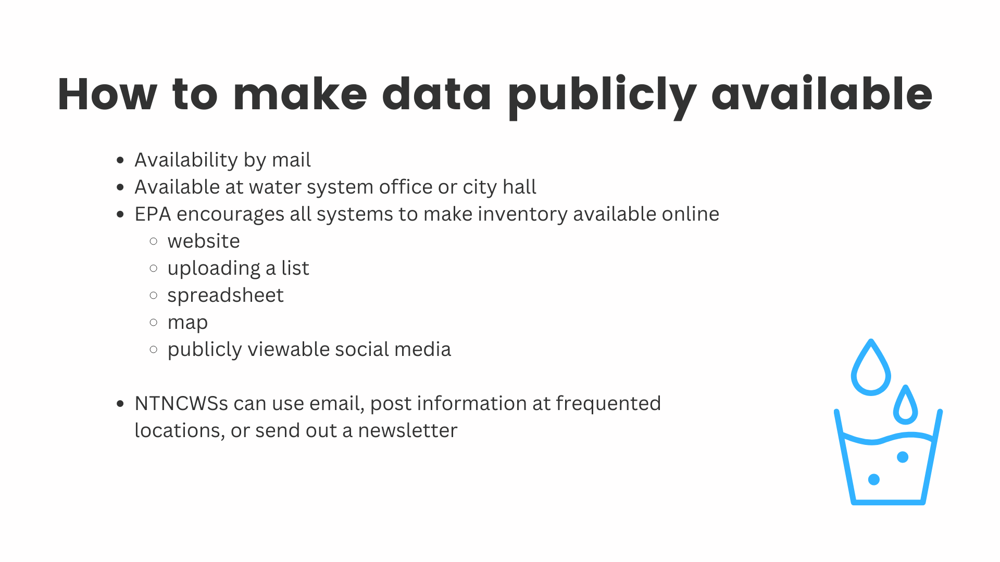 How to make data publicly available
• Availability by mail
• Available at water system office or city hall
• EPA encourages all systems to make inventory available online
◦ website
◦ uploading a list
◦ spreadsheet
◦ map
◦ publicly viewable social media
• NTNCWSs can use email, post information at frequented
locations, or send out a newsletter